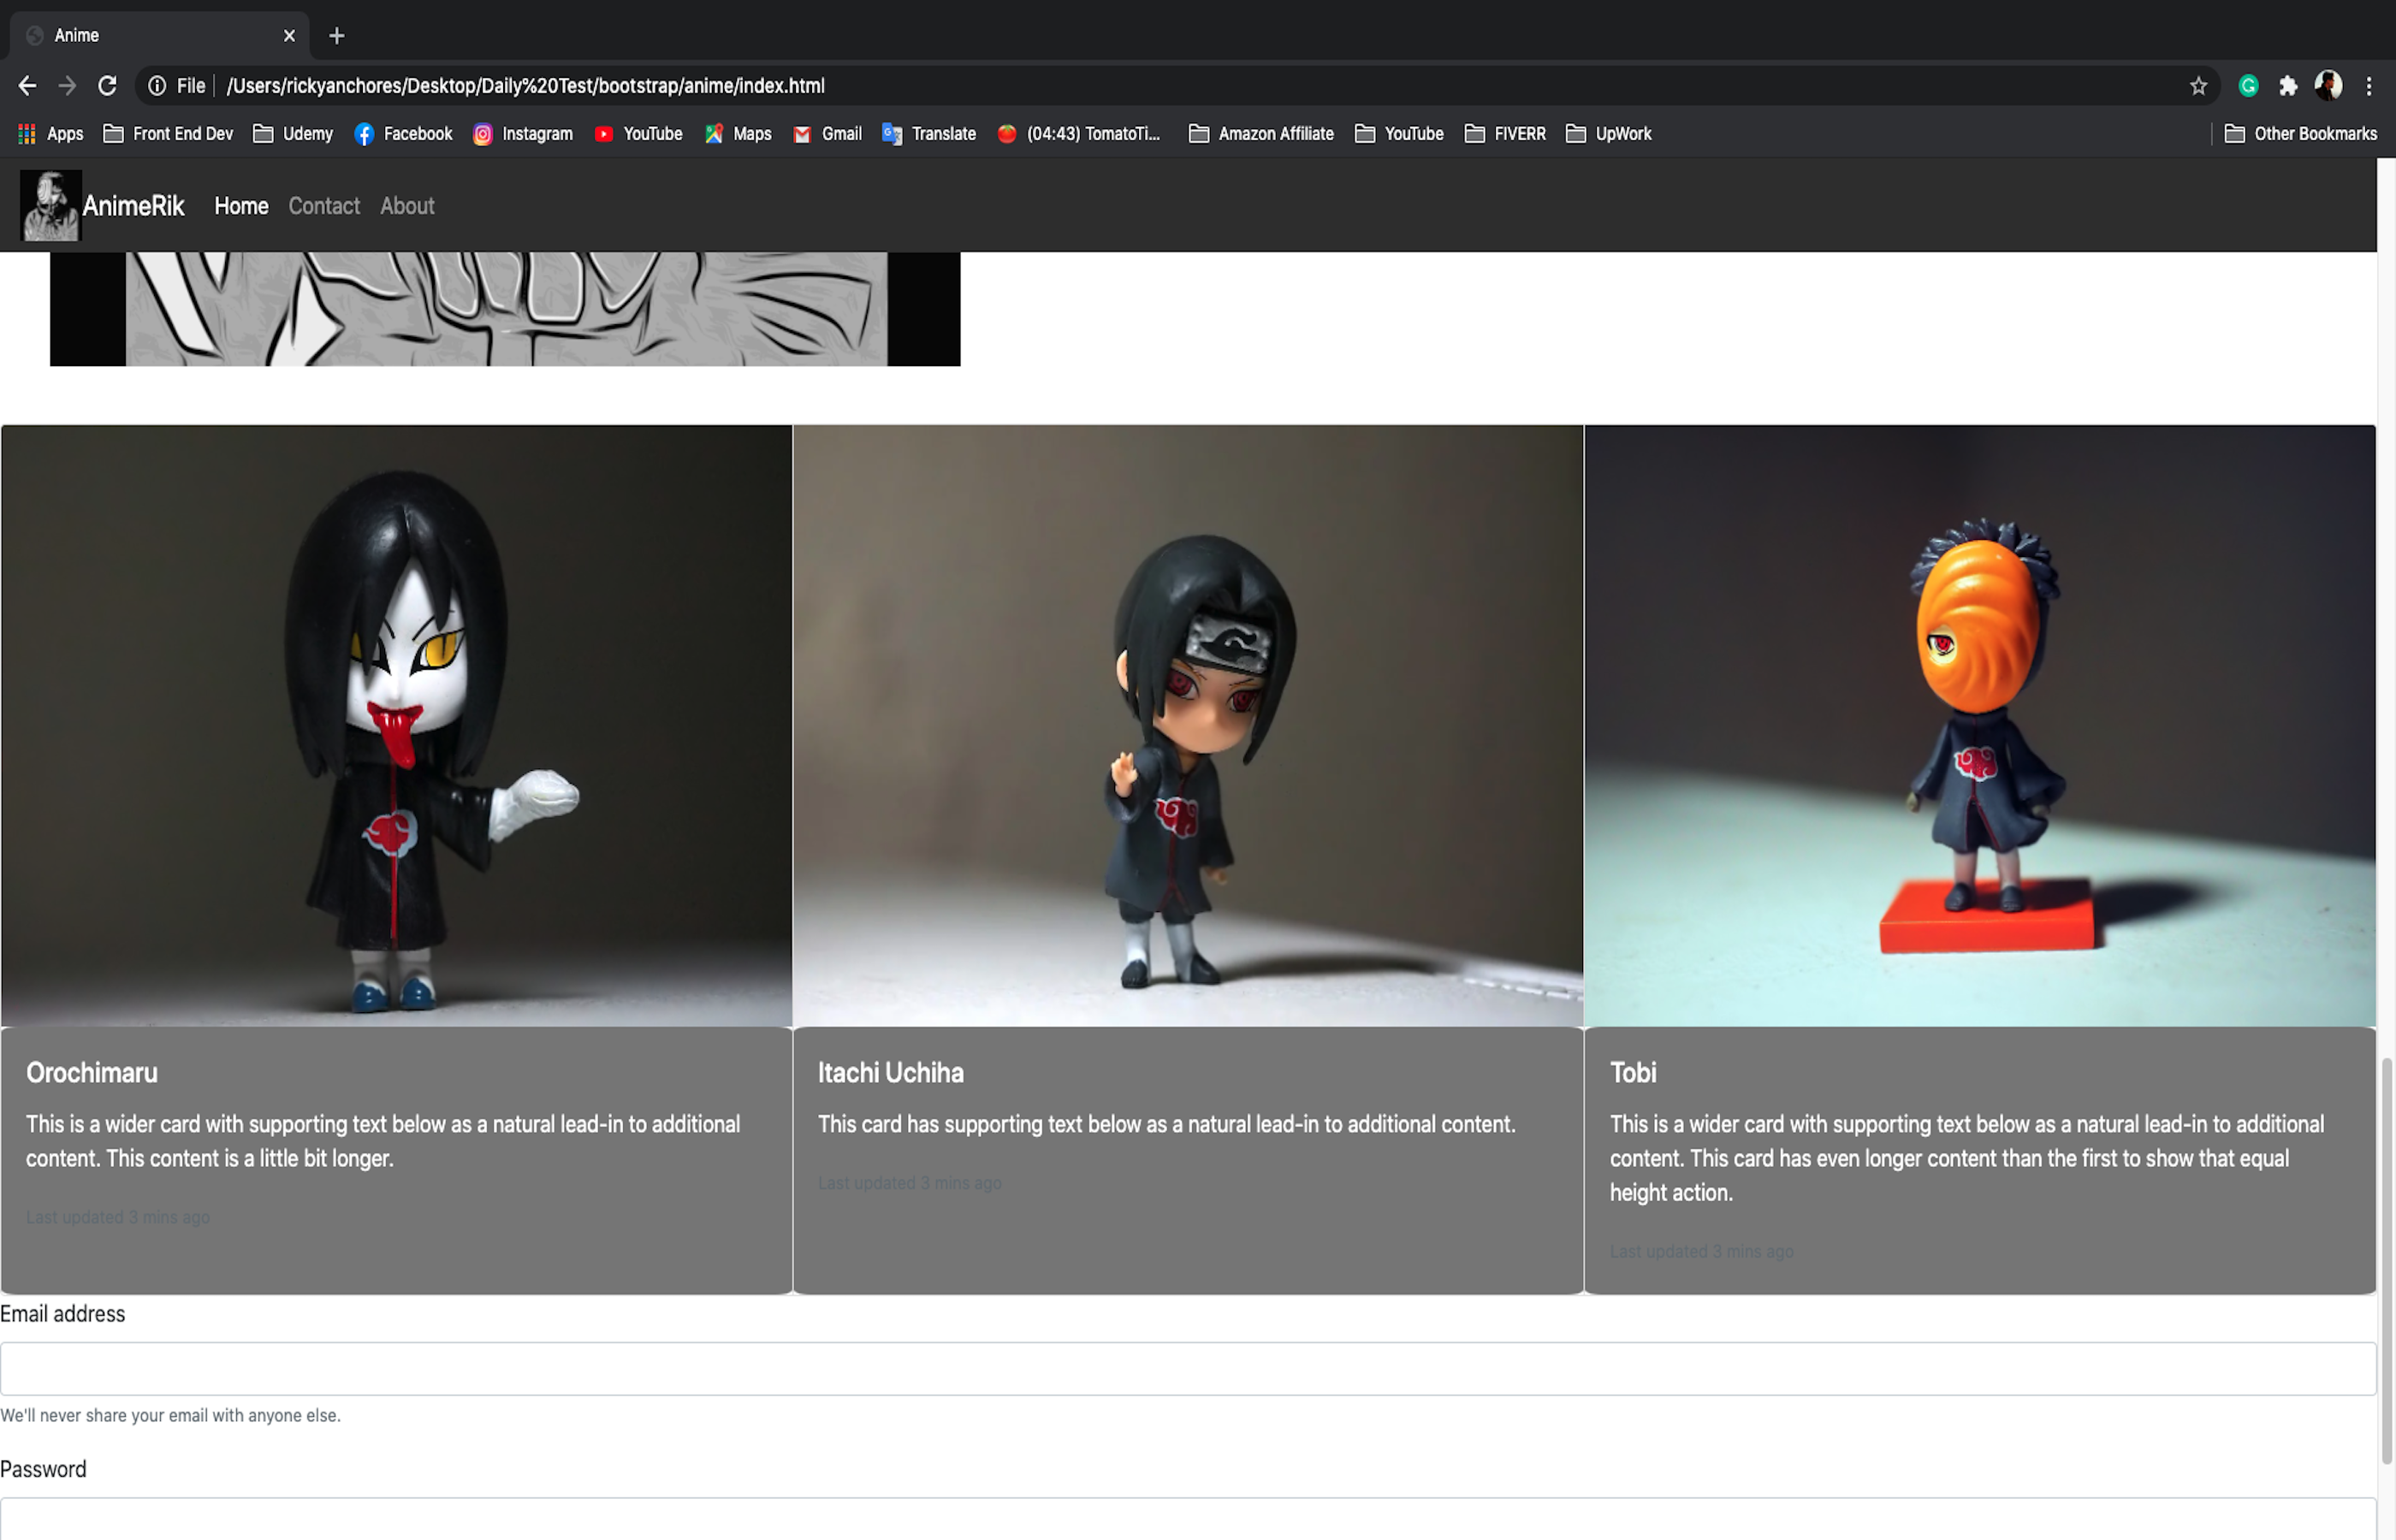 Anime
File /Users/rickyanchores/Desktop/Daily%20Test/bootstrap/anime/index.html
Apps Front End Dev Udemy Facebook Instagram YouTube Maps Gmail Translate (04:43) TomatoTi... Amazon Affiliate YouTube FIVERR UpWork Other Bookmarks
AnimeRik Home Contact About
Orochimaru
This is a wider card with supporting text below as a natural lead-in to additional
content. This content is a little bit longer.
Last updated 3 mins ago
Itachi Uchiha
This card has supporting text below as a natural lead-in to additional content.
Last updated 3 mins ago
Tobi
This is a wider card with supporting text below as a natural lead-in to additional
content. This card has even longer content than the first to show that equal
height action.
Last updated 3 mins ago
Email address
We'll never share your email with anyone else.
Password